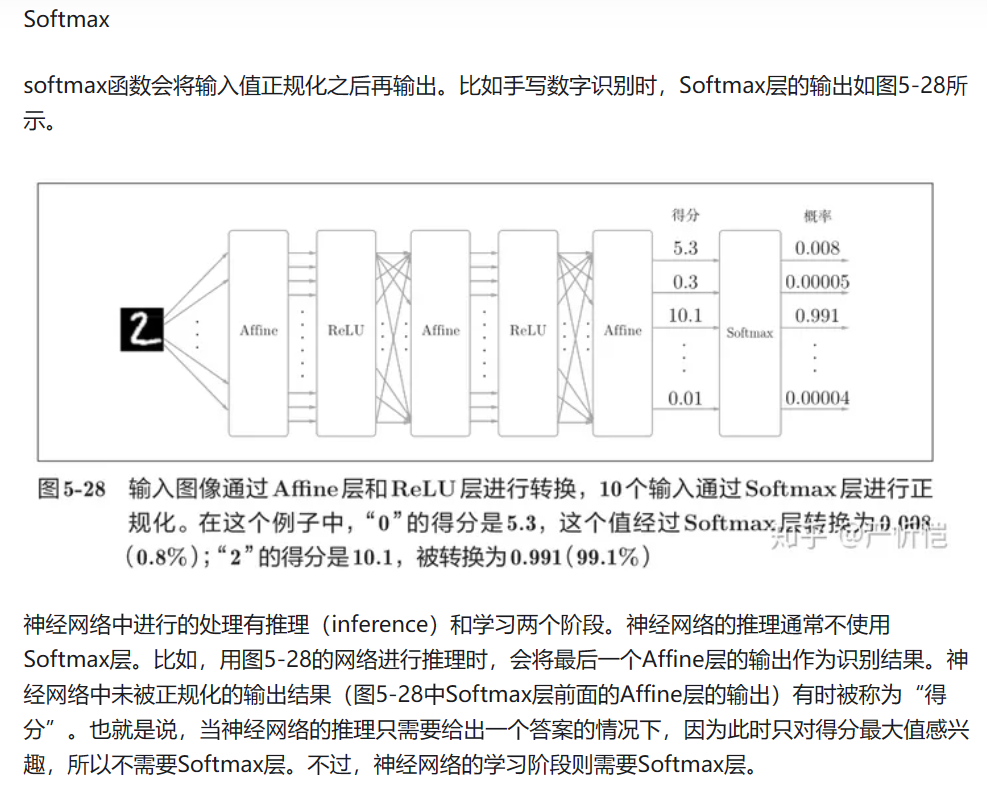 Softmax
softmax函数会将输入值正规化之后再输出。比如手写数字识别时，Softmax层的输出如图5-28所
示。
得分 概率
5.3 0.008
0.3 0.00005
10.1 0.991
2 Affine ReLU Affine ReLU Affine Softmax
0.01 0.00004
图5-28 输入图像通过Affine层和ReLU层进行转换，10个输入通过Softmax层进行正
规化。在这个例子中，“0”的得分是5.3，这个值经过Softmax层转换为0.008
（0.8%）；“2”的得分是10.1，被转换为0.991（99.1%）
知乎 @严忻恺
神经网络中进行的处理有推理（inference）和学习两个阶段。神经网络的推理通常不使用
Softmax层。比如，用图5-28的网络进行推理时，会将最后一个Affine层的输出作为识别结果。神
经网络中未被正规化的输出结果（图5-28中Softmax层前面的Affine层的输出）有时被称为“得
分”。也就是说，当神经网络的推理只需要给出一个答案的情况下，因为此时只对得分最大值感兴
趣，所以不需要Softmax层。不过，神经网络的学习阶段则需要Softmax层。